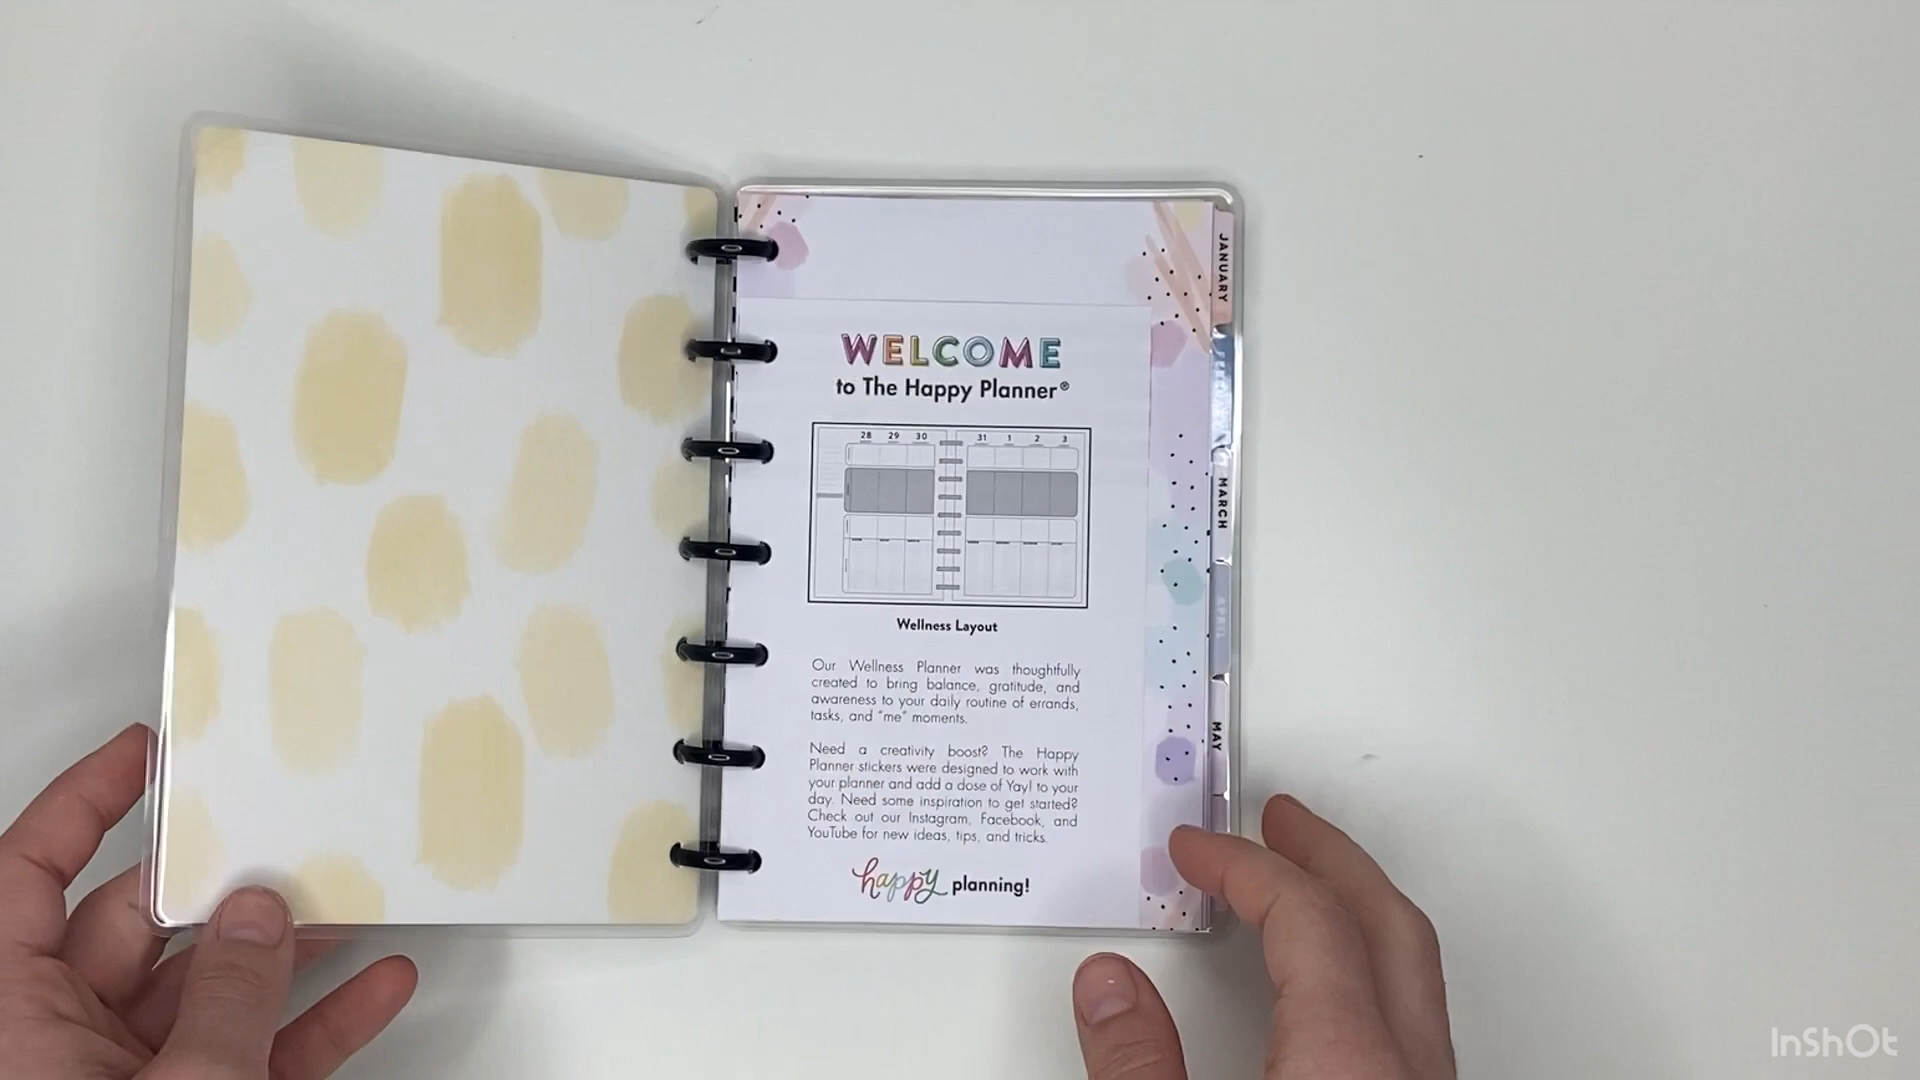 WELCOME
to The Happy Planner®
28 29 30 31 1 2 3
Wellness Layout
Our Wellness Planner was thoughtfully
created to bring balance, gratitude, and
awareness to your daily routine of errands,
tasks, and “me” moments.
Need a creativity boost? The Happy
Planner stickers were designed to work with
your planner and add a dose of Yay! to your
day. Need some inspiration to get started?
Check out our Instagram, Facebook, and
YouTube for new ideas, tips, and tricks.
happy planning!
JANUARY
MARCH
APRIL
MAY
InShOt